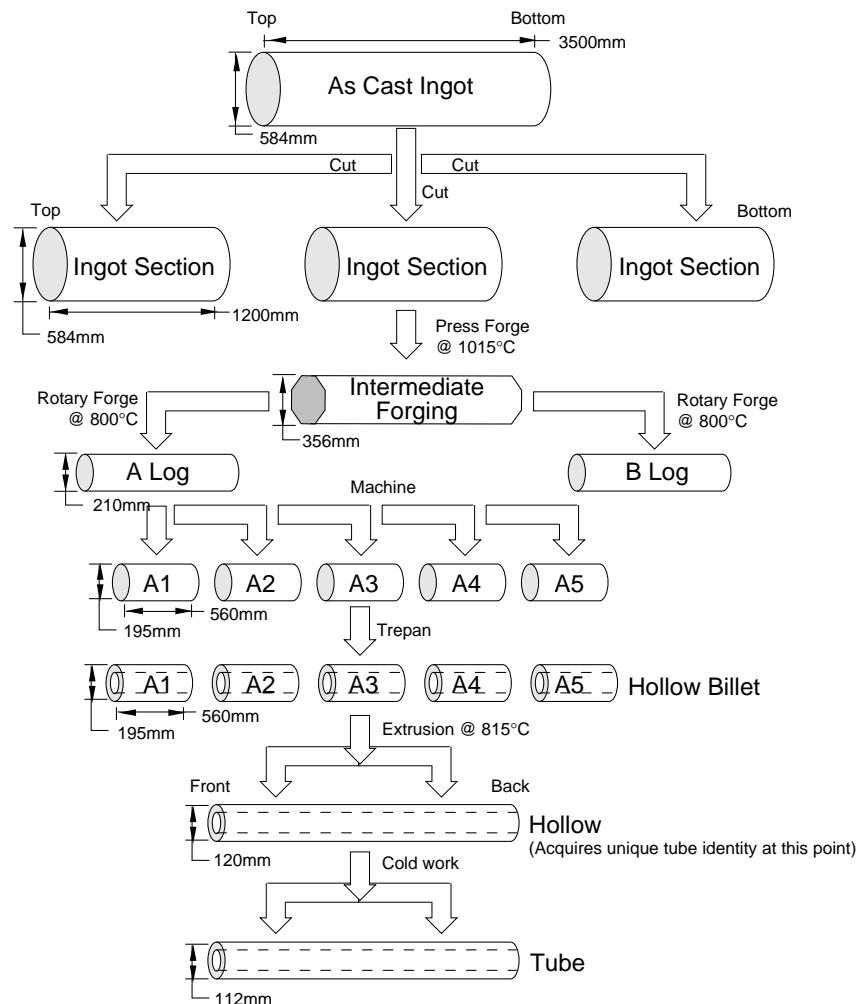 Top
Bottom
3500mm
As Cast Ingot
584mm
Cut
Cut
Cut
Top
Bottom
Ingot Section
Ingot Section
Ingot Section
1200mm
584mm
Press Forge
@ 1015°C
Rotary Forge
@ 800°C
Intermediate
Forging
Rotary Forge
@ 800°C
356mm
A Log
B Log
210mm
Machine
A1
A2
A3
A4
A5
560mm
195mm
Trepan
A1
A2
A3
A4
A5
Hollow Billet
560mm
195mm
Extrusion @ 815°C
Front
Back
Hollow
(Acquires unique tube identity at this point)
120mm
Cold work
Tube
112mm